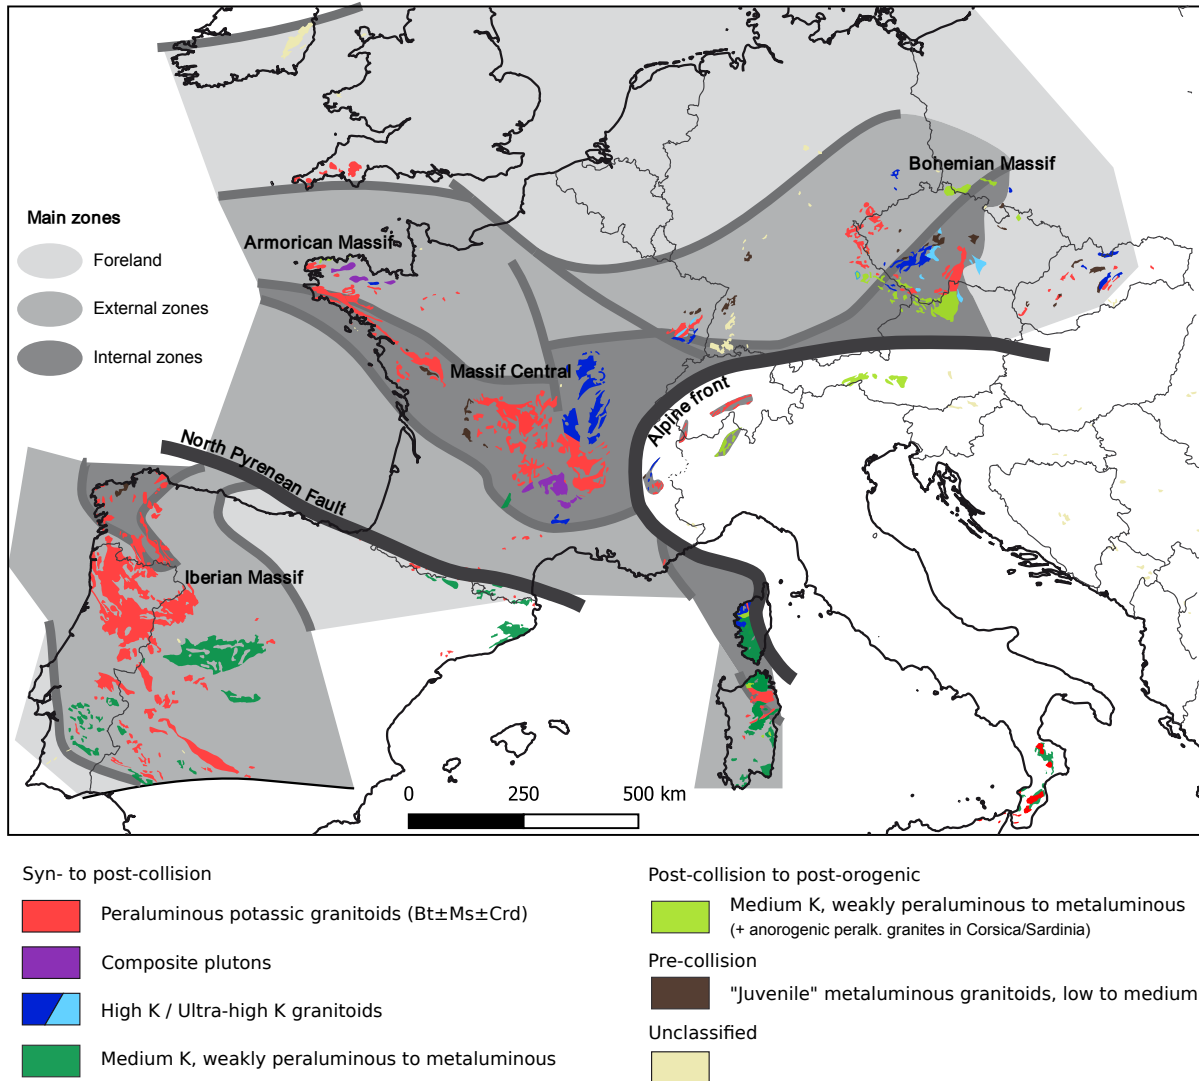 Bohemian Massif
Main zones
Foreland
External zones
Internal zones
Armorican Massif
Massif Central
Alpine front
North Pyrenean Fault
Iberian Massif
0 250 500 km
Syn- to post-collision
Peraluminous potassic granitoids (Bt±Ms±Crd)
Composite plutons
High K / Ultra-high K granitoids
Medium K, weakly peraluminous to metaluminous
Post-collision to post-orogenic
Medium K, weakly peraluminous to metaluminous
(+ anorogenic peralk. granites in Corsica/Sardinia)
Pre-collision
"Juvenile" metaluminous granitoids, low to medium
Unclassified